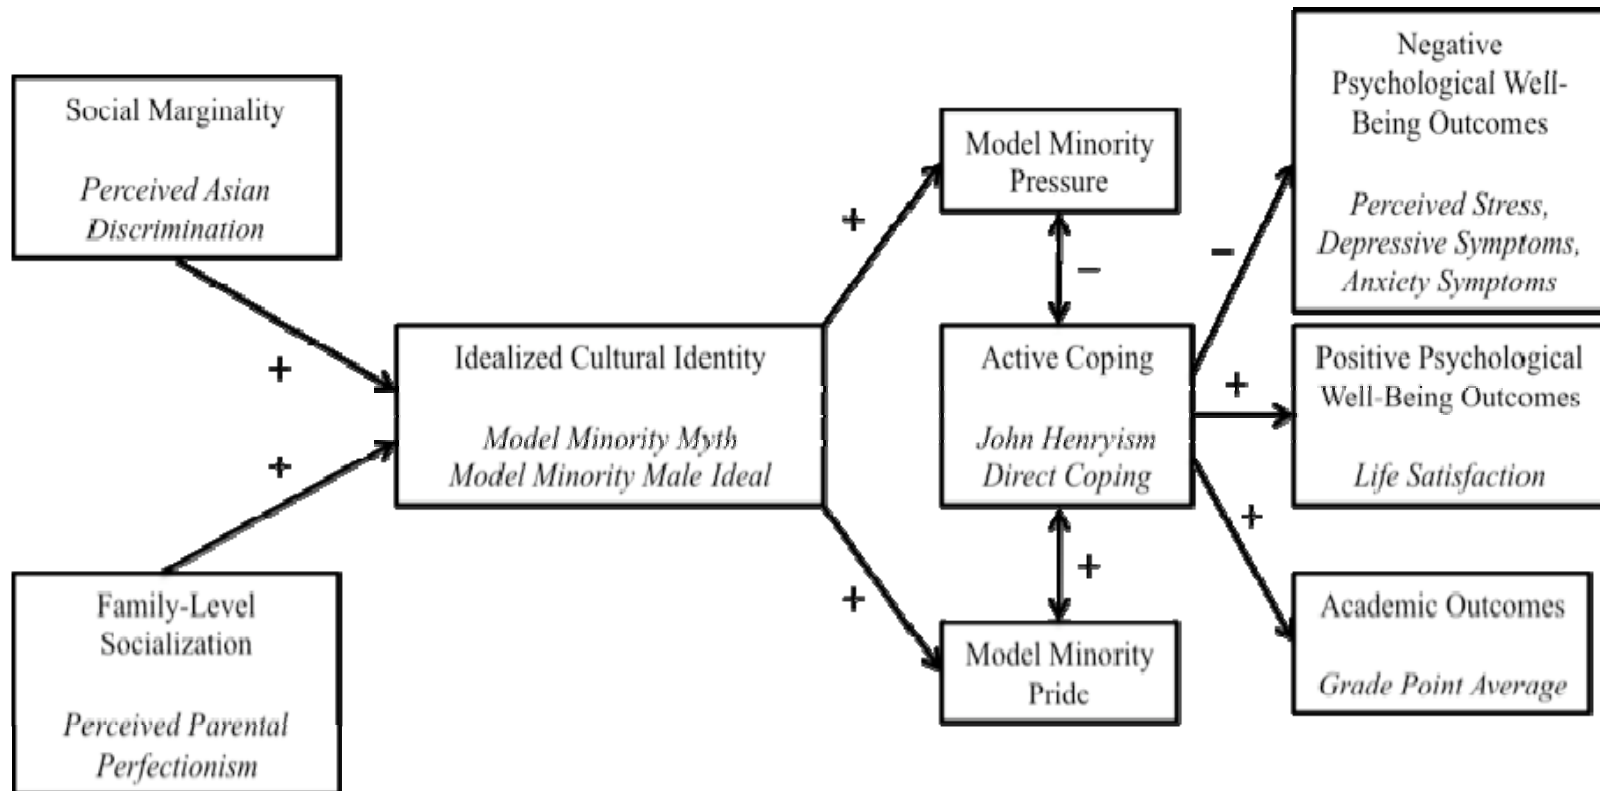 Social Marginality
Perceived Asian
Discrimination
+
+
Family-Level
Socialization
Perceived Parental
Perfectionism
Idealized Cultural Identity
Model Minority Myth
Model Minority Male Ideal
+
+
Model Minority
Pressure
−
Active Coping
John Henryism
Direct Coping
+
Model Minority
Pride
−
+
+
Negative
Psychological Well-
Being Outcomes
Perceived Stress,
Depressive Symptoms,
Anxiety Symptoms
Positive Psychological
Well-Being Outcomes
Life Satisfaction
Academic Outcomes
Grade Point Average